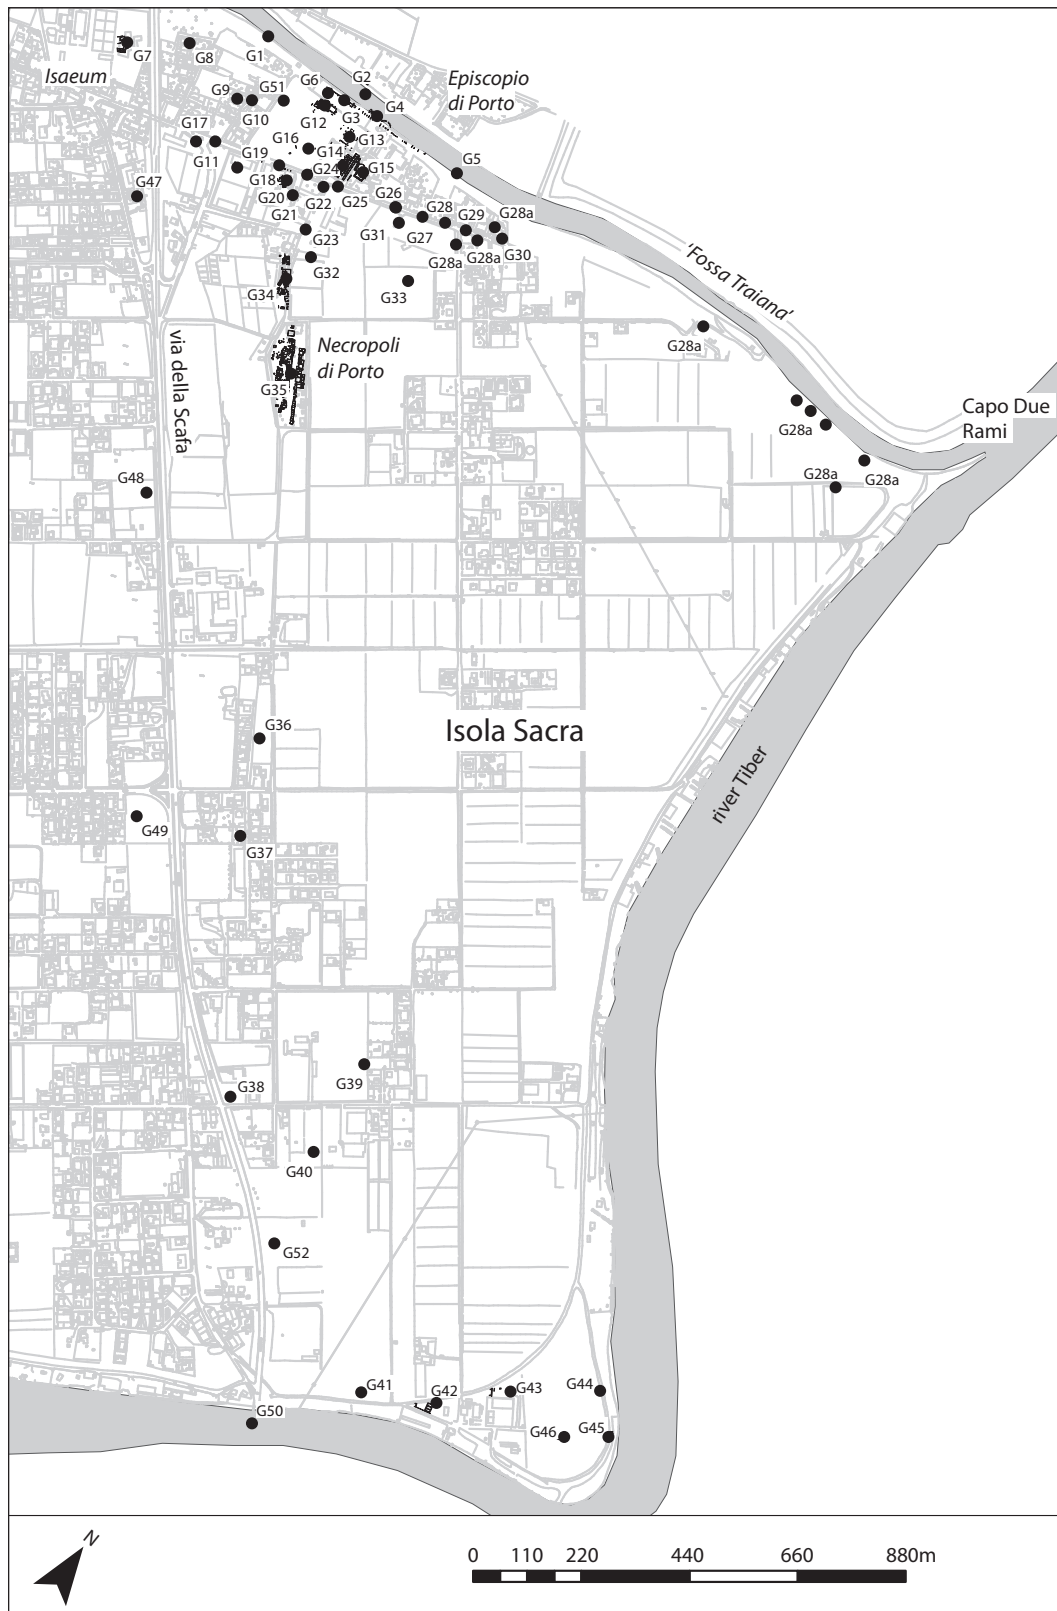 G7
G8
G1
Isaeum
G6
G2
Episcopio
di Porto
G9
G51
G10
G12
G3
G4
G17
G16
G13
G11
G19
G14
G15
G5
G18
G24
G47
G20
G22
G25
G26
G28
G28a
G21
G29
G31
G27
G23
G28a
G28a
G30
G32
'Fossa Traiana'
G34
G33
G28a
via della Scafa
Necropoli
di Porto
G35
Capo Due
Rami
G28a
G48
G28a
G28a
G36
Isola Sacra
river Tiber
G49
G37
G39
G38
G40
G52
G41
G42
G43
G44
G50
G46
G45
N
0 110 220 440 660 880m